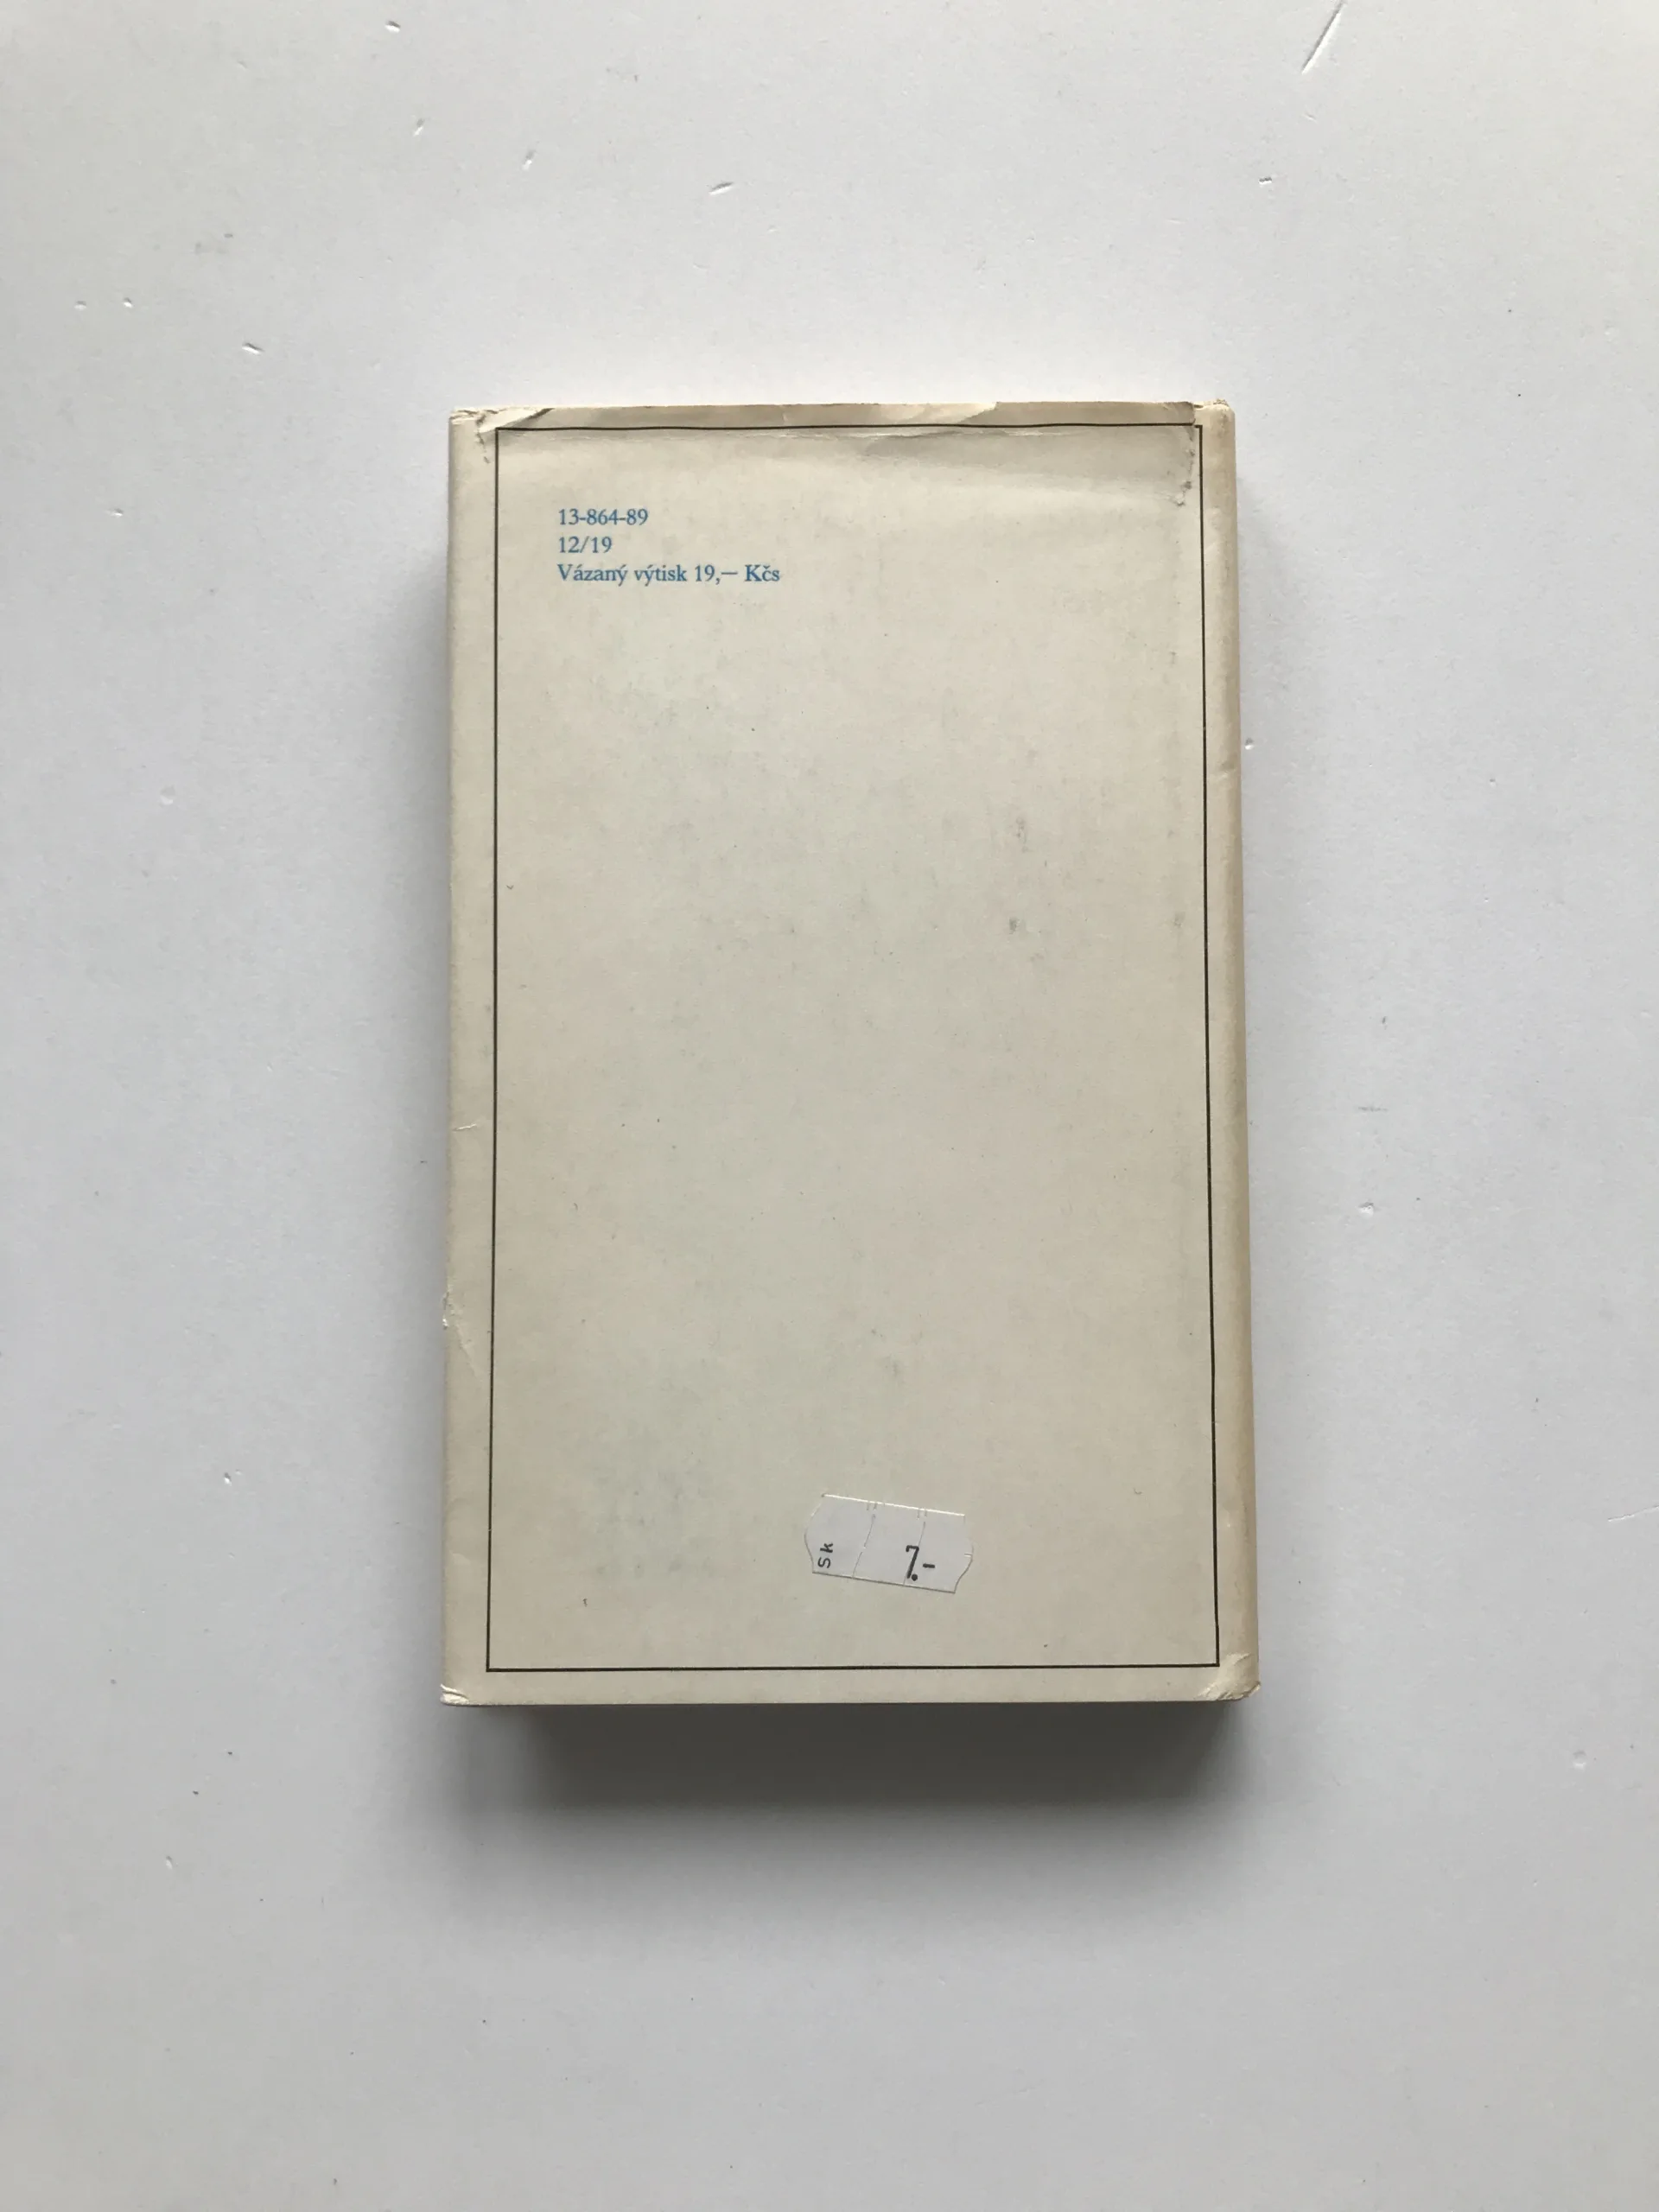 13-864-89
12/19
Vázaný výtisk 19,— Kčs
Sk 7.-